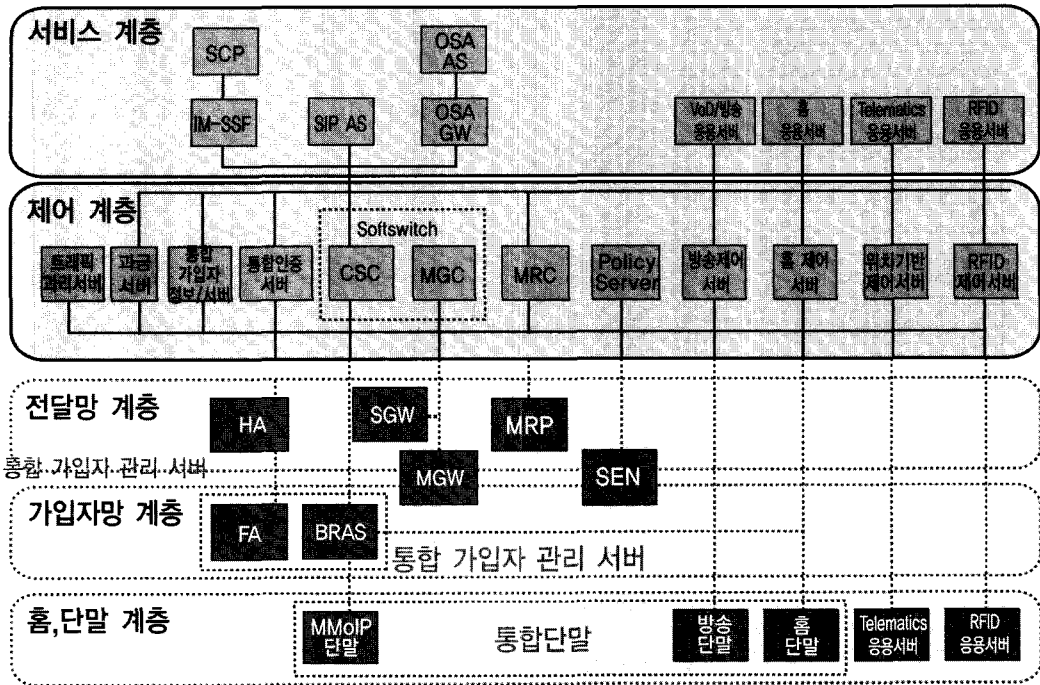 서비스 계층
SCP
OSA
AS
IM-SSF
SIP AS
OSA
GW
VoD/방송
응용서버
홈
응용서버
Telematics
응용서버
RFID
응용서버
제어 계층
Softswitch
트래픽
관리서버
과금
서버
통합
가입자
정보/서버
통합인증
서버
CSC
MGC
MRC
Policy
Server
방송제어
서버
홈 제어
서버
위치기반
제어서버
RFID
제어서버
전달망 계층
HA
SGW
MRP
통합 가입자 관리 서버
MGW
SEN
가입자망 계층
FA
BRAS
통합 가입자 관리 서버
홈,단말 계층
MMoIP
단말
통합단말
방송
단말
홈
단말
Telematics
응용서버
RFID
응용서버